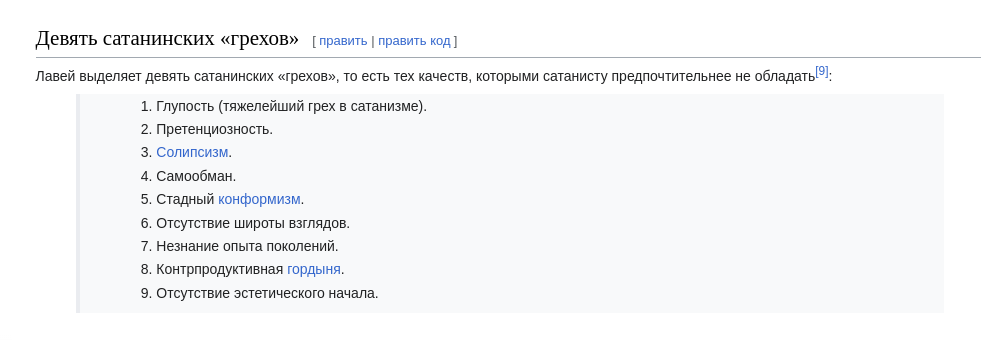 Девять сатанинских «грехов» [ править | править код ]
Лавей выделяет девять сатанинских «грехов», то есть тех качеств, которыми сатанисту предпочтительнее не обладать[9]:
1. Глупость (тяжелейший грех в сатанизме).
2. Претенциозность.
3. Солипсизм.
4. Самообман.
5. Стадный конформизм.
6. Отсутствие широты взглядов.
7. Незнание опыта поколений.
8. Контрпродуктивная гордыня.
9. Отсутствие эстетического начала.